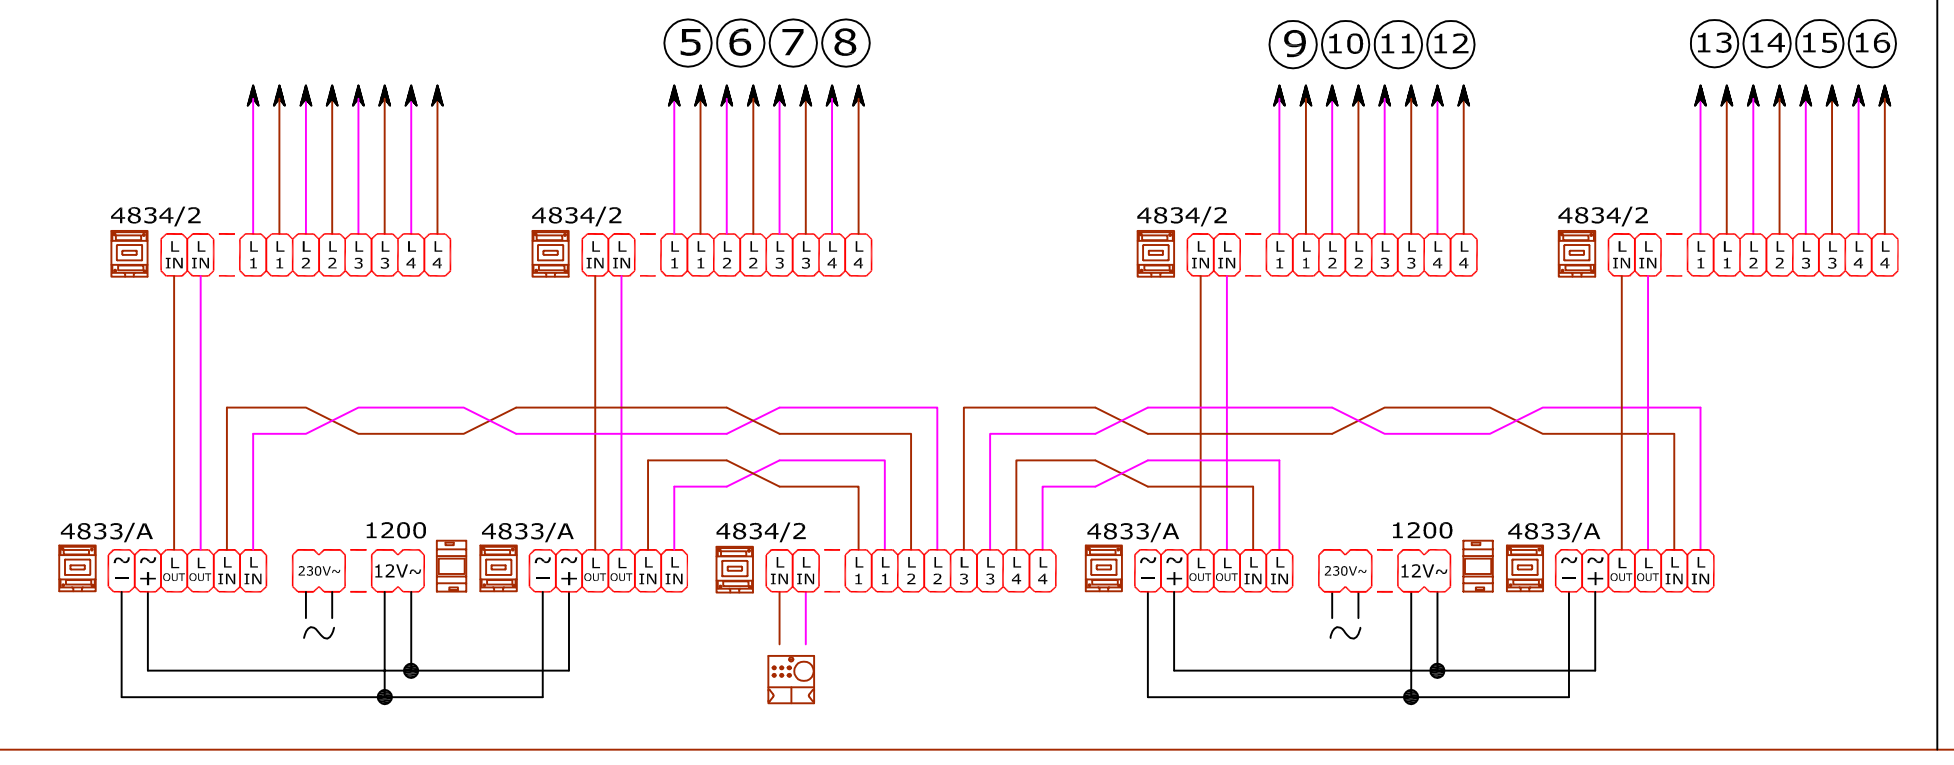 5 6 7 8 9 10 11 12 13 14 15 16
4834/2 4834/2 4834/2 4834/2
L L L L L L L L L L L L L L L L L L L L L L L L L L L L L L L L L L L L L L L L
IN IN 1 1 2 2 3 3 4 4 IN IN 1 1 2 2 3 3 4 4 IN IN 1 1 2 2 3 3 4 4 IN IN 1 1 2 2 3 3 4 4
4833/A 1200 4833/A 4834/2 4833/A 1200 4833/A
~ ~ L L L L 230V~ 12V~ ~ ~ L L L L L L L L L L L L L L ~ ~ L L L L 230V~ 12V~ ~ ~ L L L L
− + OUT OUT IN IN − + OUT OUT IN IN IN IN 1 1 2 2 3 3 4 4 − + OUT OUT IN IN − + OUT OUT IN IN
~ ~